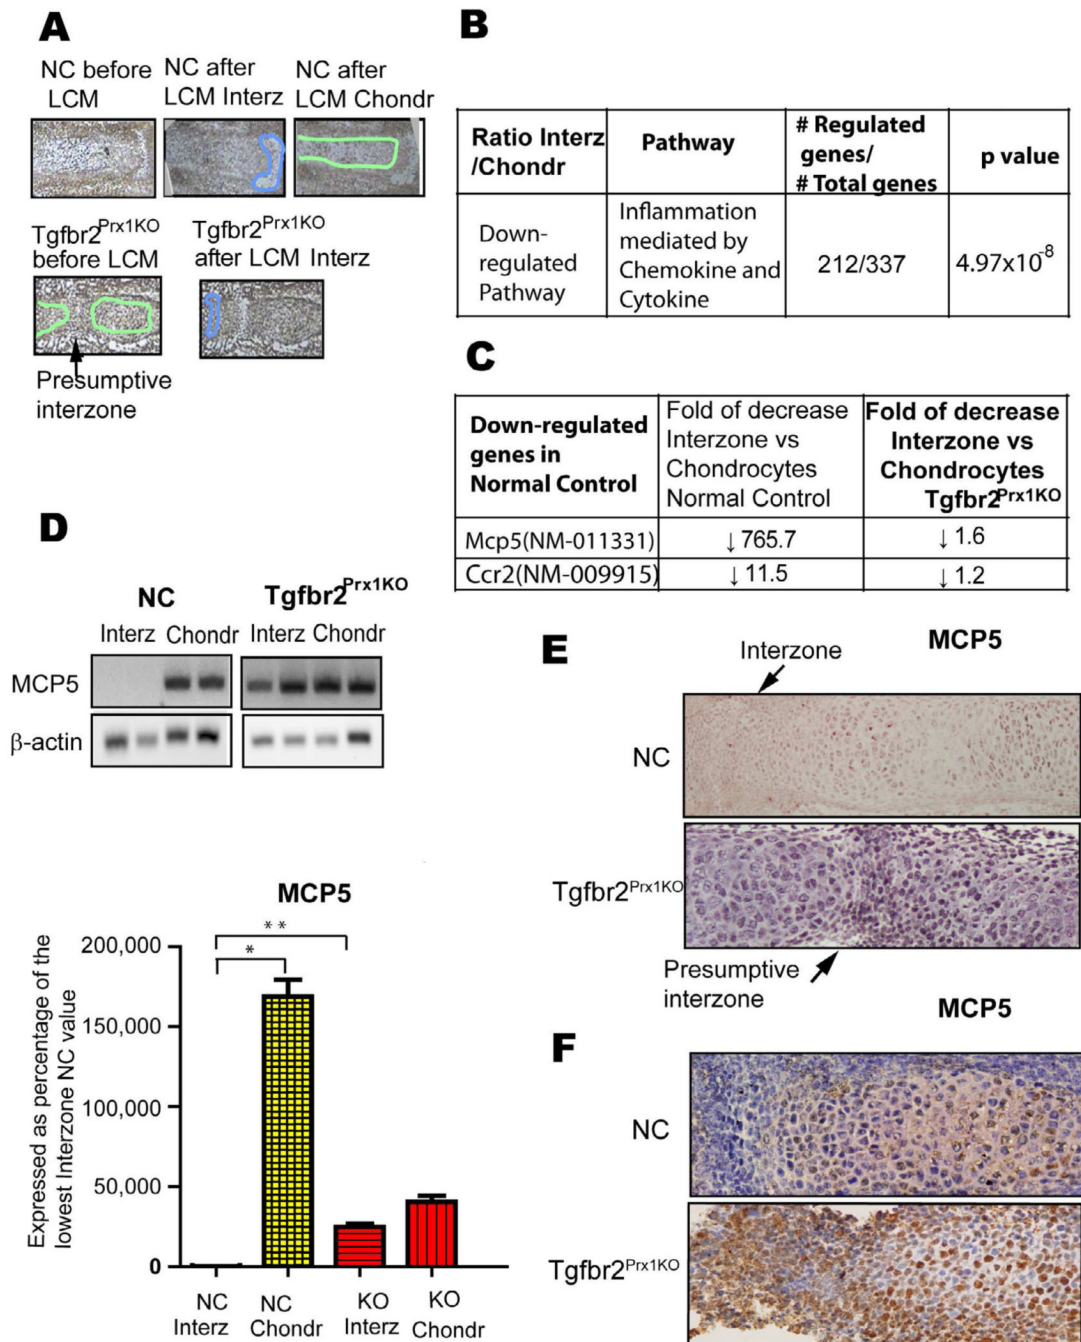 A
NC before
LCM
NC after
LCM Interz
NC after
LCM Chondr
Tgfbr2Prx1KO
before LCM
Tgfbr2Prx1KO
after LCM Interz
Presumptive
interzone
B
Ratio Interz
/Chondr
Pathway
# Regulated
genes/
# Total genes
p value
Down-
regulated
Pathway
Inflammation
mediated by
Chemokine and
Cytokine
212/337
4.97x10-8
C
Down-regulated
genes in
Normal Control
Fold of decrease
Interzone vs
Chondrocytes
Normal Control
Fold of decrease
Interzone vs
Chondrocytes
Tgfbr2Prx1KO
Mcp5(NM-011331)
↓ 765.7
↓ 1.6
Ccr2(NM-009915)
↓ 11.5
↓ 1.2
D
NC
Tgfbr2Prx1KO
Interz Chondr
Interz Chondr
MCP5
β-actin
MCP5
Expressed as percentage of the
lowest Interzone NC value
200,000
150,000
100,000
50,000
0
*
**
NC
Interz
NC
Chondr
KO
Interz
KO
Chondr
E
MCP5
Interzone
NC
Tgfbr2Prx1KO
Presumptive
interzone
F
MCP5
NC
Tgfbr2Prx1KO